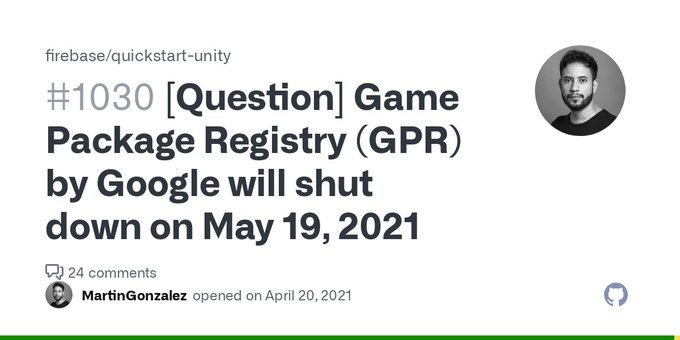 firebase/quickstart-unity
#1030 [Question] Game
Package Registry (GPR)
by Google will shut
down on May 19, 2021
24 comments
MartinGonzalez opened on April 20, 2021